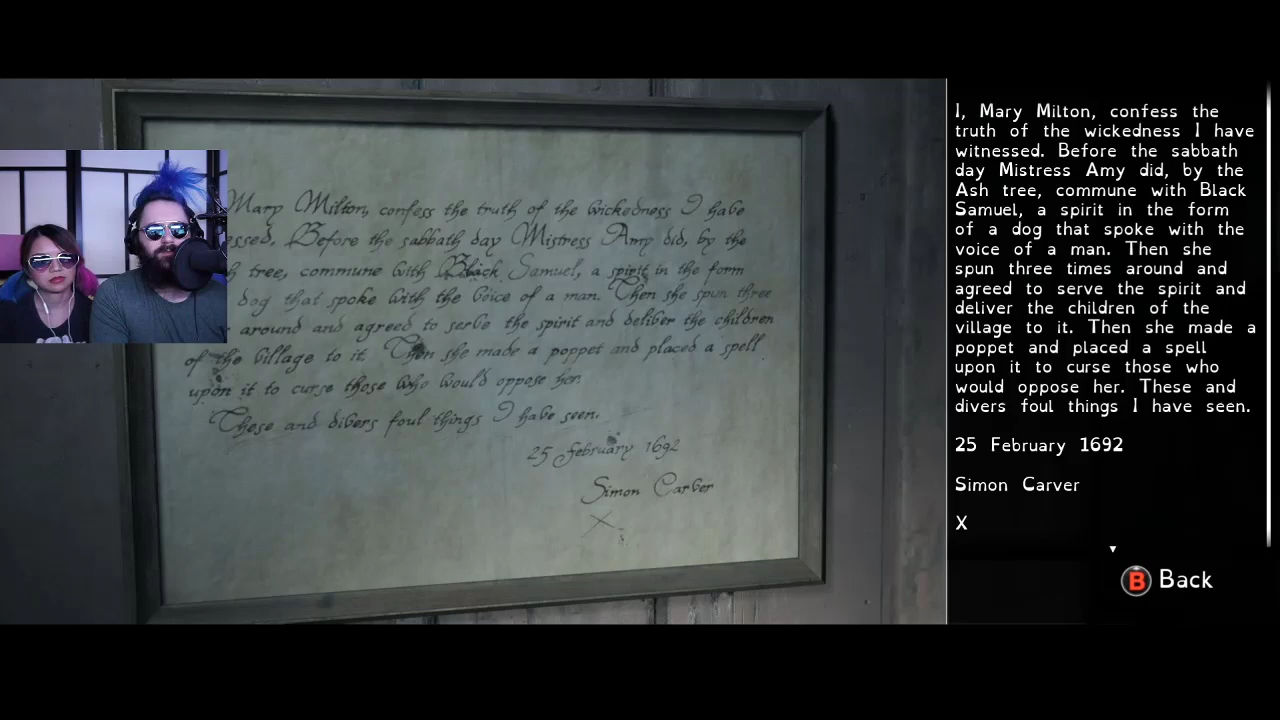 Mary Milton, confess the truth of the wickedness I have
essed. Before the sabbath day Mistress Amy did, by the
h tree, commune with Black Samuel, a spirit in the form
dog that spoke with the voice of a man. Then she spun three
around and agreed to serve the spirit and deliver the children
of the village to it Then she made a poppet and placed a spell
upon it to curse those who would oppose her.
These and divers foul things I have seen.
25 February 1692
Simon Carver
X
I, Mary Milton, confess the
truth of the wickedness I have
witnessed. Before the sabbath
day Mistress Amy did, by the
Ash tree, commune with Black
Samuel, a spirit in the form
of a dog that spoke with the
voice of a man. Then she
spun three times around and
agreed to serve the spirit and
deliver the children of the
village to it. Then she made a
poppet and placed a spell
upon it to curse those who
would oppose her. These and
divers foul things I have seen.
25 February 1692
Simon Carver
X
B Back